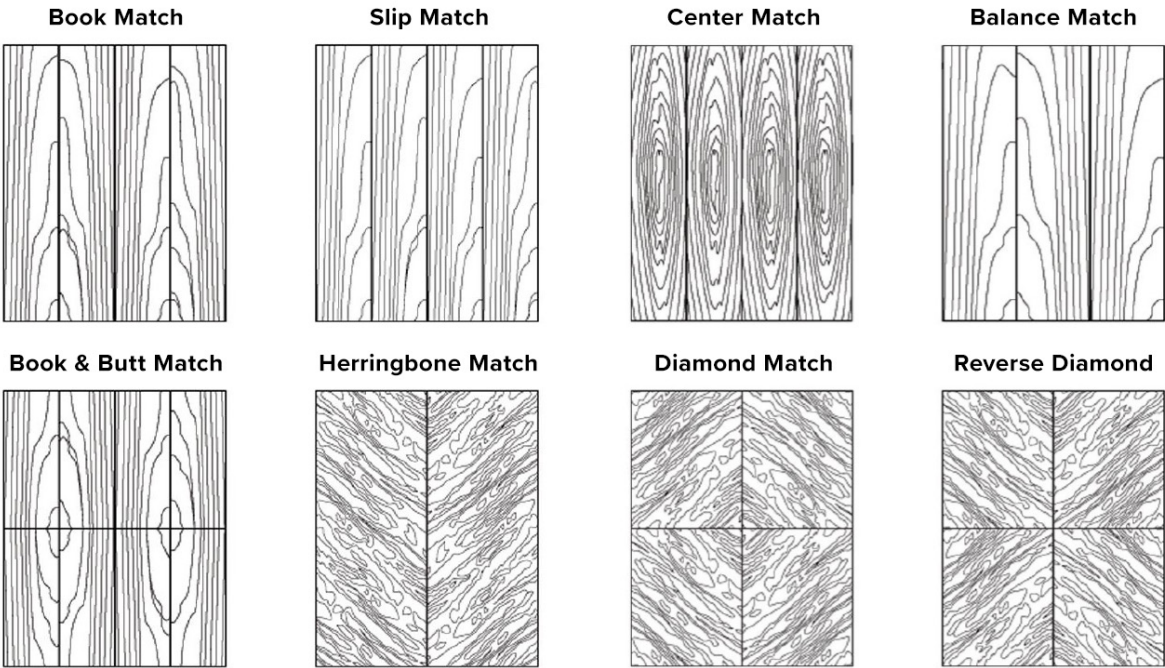 Book Match
Slip Match
Center Match
Balance Match
Book & Butt Match
Herringbone Match
Diamond Match
Reverse Diamond